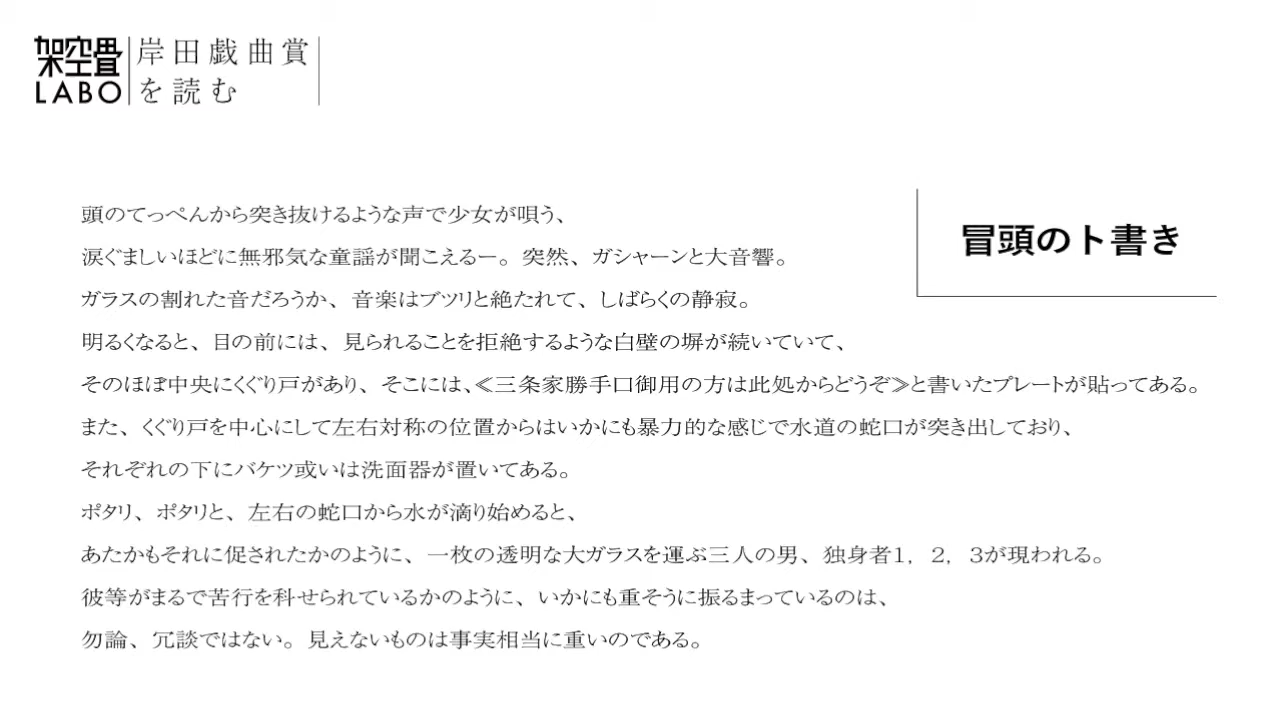 架空畳
LABO
岸田戯曲賞
を読む
冒頭のト書き
頭のてっぺんから突き抜けるような声で少女が唄う、
涙ぐましいほどに無邪気な童謡が聞こえるー。突然、ガシャーンと大音響。
ガラスの割れた音だろうか、音楽はブツリと絶たれて、しばらくの静寂。
明るくなると、目の前には、見られることを拒絶するような白壁の塀が続いていて、
そのほぼ中央にくぐり戸があり、そこには、≪三条家勝手口御用の方は此処からどうぞ≫と書いたプレートが貼ってある。
また、くぐり戸を中心にして左右対称の位置からはいかにも暴力的な感じで水道の蛇口が突き出しており、
それぞれの下にバケツ或いは洗面器が置いてある。
ポタリ、ポタリと、左右の蛇口から水が滴り始めると、
あたかもそれに促されたかのように、一枚の透明な大ガラスを運ぶ三人の男、独身者1，2，3が現われる。
彼等がまるで苦行を科せられているかのように、いかにも重そうに振るまっているのは、
勿論、冗談ではない。見えないものは事実相当に重いのである。